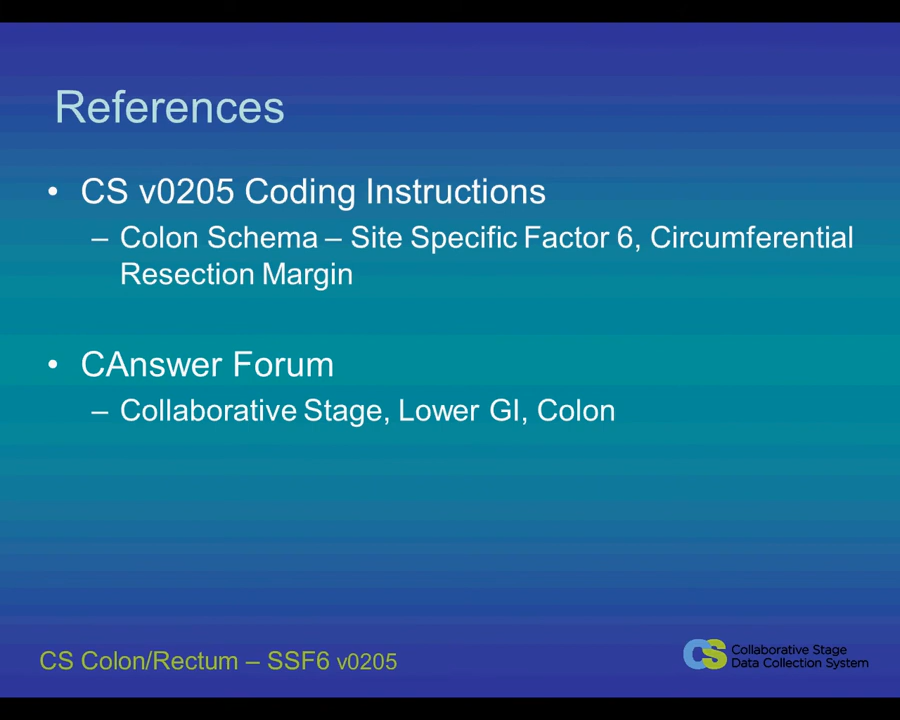 References
• CS v0205 Coding Instructions
– Colon Schema – Site Specific Factor 6, Circumferential
Resection Margin
• CAnswer Forum
– Collaborative Stage, Lower GI, Colon
CS Colon/Rectum – SSF6 v0205
CS Collaborative Stage
Data Collection System